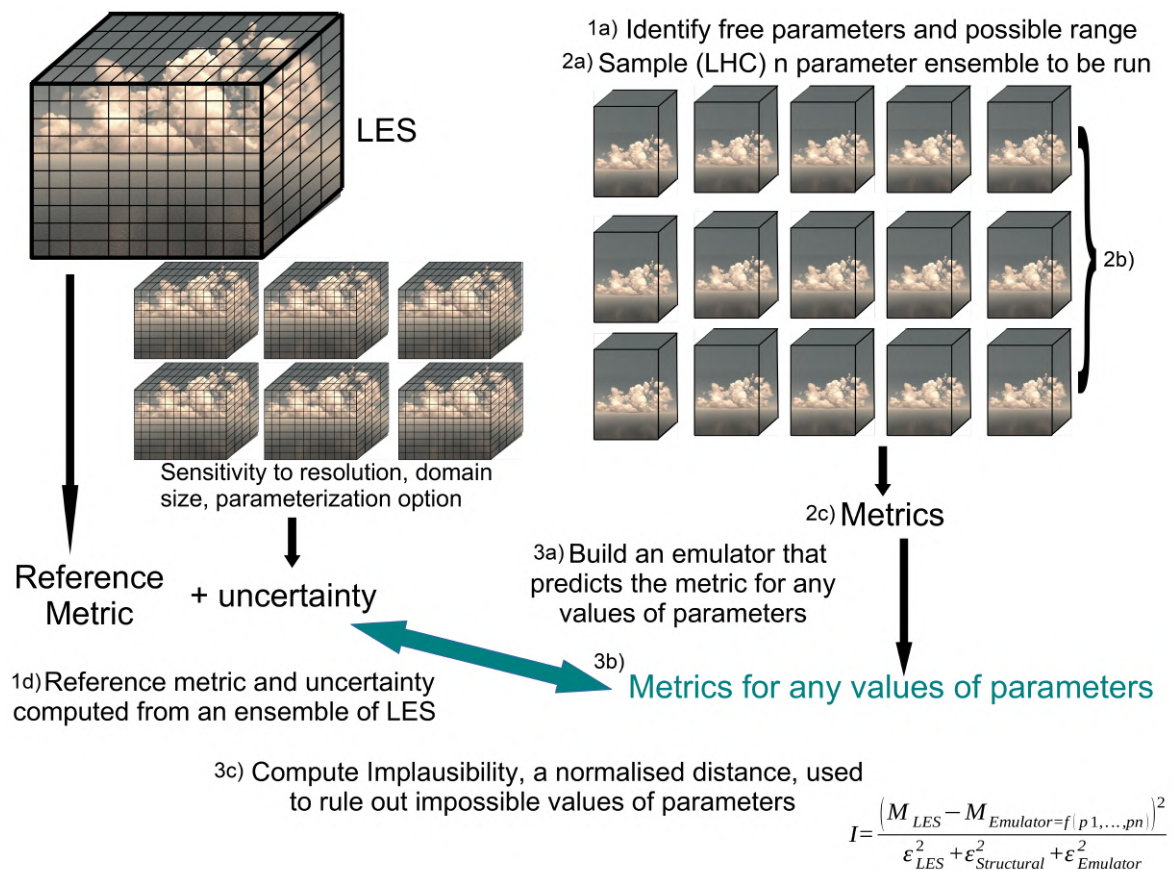 LES
Sensitivity to resolution, domain
size, parameterization option
Reference
Metric
+ uncertainty
1d) Reference metric and uncertainty
computed from an ensemble of LES
1a) Identify free parameters and possible range
2a) Sample (LHC) n parameter ensemble to be run
2b)
2c) Metrics
3a) Build an emulator that
predicts the metric for any
values of parameters
3b)
Metrics for any values of parameters
3c) Compute Implausibility, a normalised distance, used
to rule out impossible values of parameters
I = (M_LES − M_Emulator=f(p1,...,pn))² / (ε²_LES + ε²_Structural + ε²_Emulator)